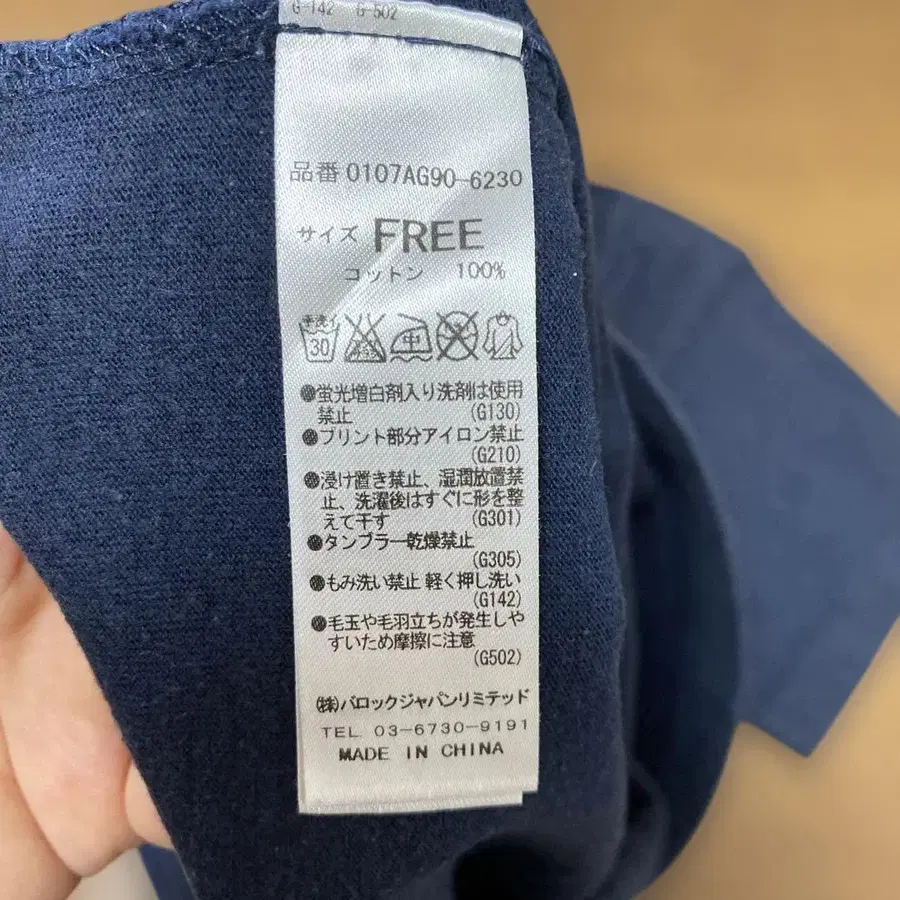 G-142 G-502
品番 0107AG90-6230
サイズ FREE
コットン 100%
手洗イ
30
中
●蛍光増白剤入り洗剤は使用
禁止 (G130)
●プリント部分アイロン禁止
(G210)
●浸け置き禁止、湿潤放置禁
止、洗濯後はすぐに形を整
えて干す (G301)
●タンブラー乾燥禁止
(G305)
●もみ洗い禁止 軽く押し洗い
(G142)
●毛玉や毛羽立ちが発生しや
すいため摩擦に注意
(G502)
㈱バロックジャパンリミテッド
TEL 03-6730-9191
MADE IN CHINA